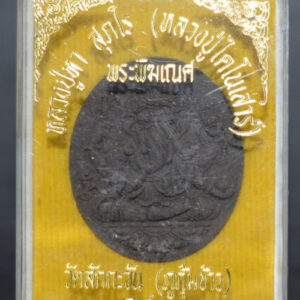 หลวงปู่หา สุภโร (หลวงปู่ไดโนเสาร์)
พระพิฆเณศ
วัดสักกะวัน (ภูกุ้มข้าว)